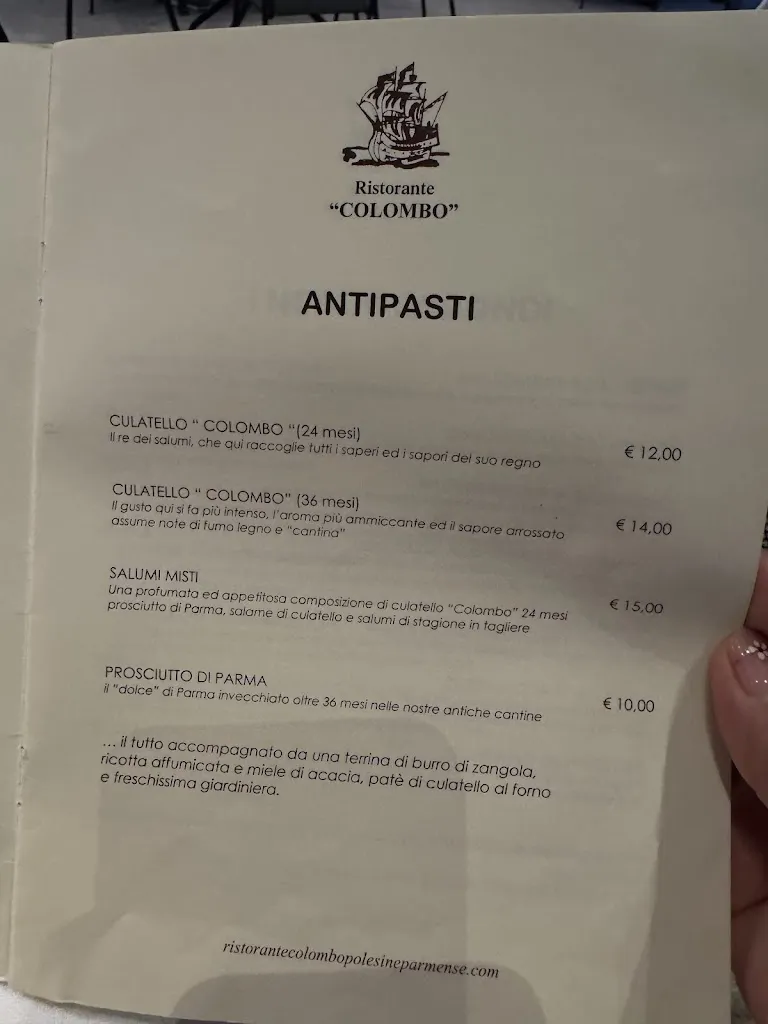 Ristorante
“COLOMBO”
ANTIPASTI
CULATELLO “ COLOMBO “(24 mesi)
Il re dei salumi, che qui raccoglie tutti i saperi ed i sapori del suo regno
€ 12,00
CULATELLO “ COLOMBO” (36 mesi)
Il gusto qui si fa più intenso, l’aroma più ammiccante ed il sapore arrossato
assume note di fumo legno e “cantina”
€ 14,00
SALUMI MISTI
Una profumata ed appetitosa composizione di culatello “Colombo” 24 mesi
prosciutto di Parma, salame di culatello e salumi di stagione in tagliere
€ 15,00
PROSCIUTTO DI PARMA
il “dolce” di Parma invecchiato oltre 36 mesi nelle nostre antiche cantine
€ 10,00
... il tutto accompagnato da una terrina di burro di zangola,
ricotta affumicata e miele di acacia, patè di culatello al forno
e freschissima giardiniera.
ristorantecolombopolesineparmense.com